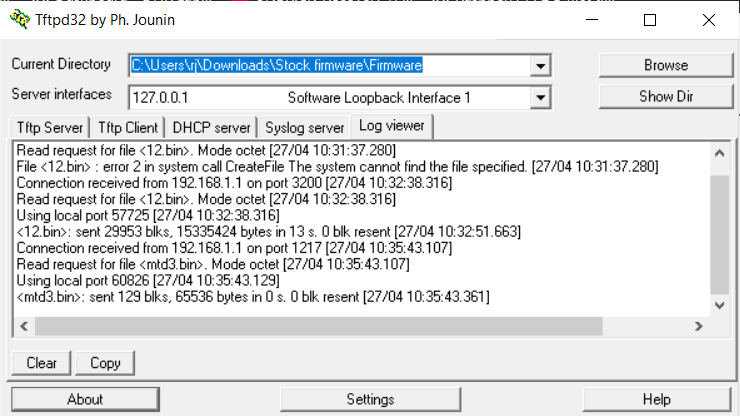 Tftpd32 by Ph. Jounin
Current Directory C:\Users\rj\Downloads\Stock firmware\Firmware Browse
Server interfaces 127.0.0.1 Software Loopback Interface 1 Show Dir
Tftp Server Tftp Client DHCP server Syslog server Log viewer
Read request for file <12.bin>. Mode octet [27/04 10:31:37.280]
File <12.bin> : error 2 in system call CreateFile The system cannot find the file specified. [27/04 10:31:37.280]
Connection received from 192.168.1.1 on port 3200 [27/04 10:32:38.316]
Read request for file <12.bin>. Mode octet [27/04 10:32:38.316]
Using local port 57725 [27/04 10:32:38.316]
<12.bin>: sent 29953 blks, 15335424 bytes in 13 s. 0 blk resent [27/04 10:32:51.663]
Connection received from 192.168.1.1 on port 1217 [27/04 10:35:43.107]
Read request for file <mtd3.bin>. Mode octet [27/04 10:35:43.107]
Using local port 60826 [27/04 10:35:43.129]
<mtd3.bin>: sent 129 blks, 65536 bytes in 0 s. 0 blk resent [27/04 10:35:43.361]
Clear Copy
About Settings Help